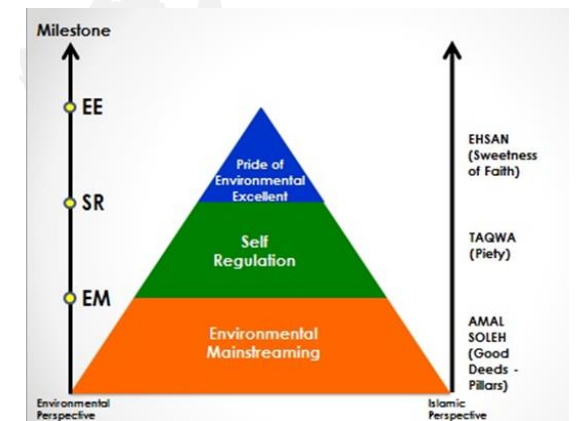 Milestone
EE
SR
EM
Pride of
Environmental
Excellent
Self
Regulation
Environmental
Mainstreaming
EHSAN
(Sweetness
of Faith)
TAQWA
(Piety)
AMAL
SOLEH
(Good
Deeds -
Pillars)
Environmental
Perspective
Islamic
Perspective